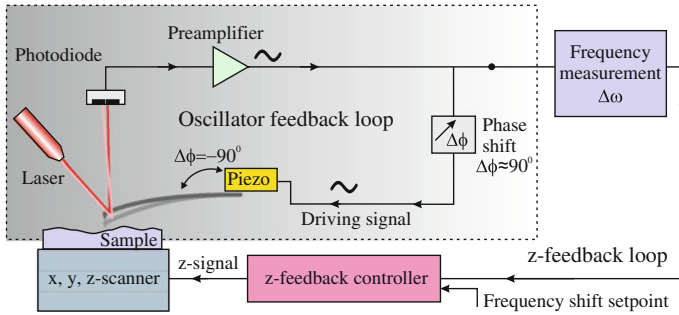 Preamplifier
Photodiode
Frequency
measurement
Δω
Oscillator feedback loop
Δϕ
Phase
shift
Δϕ≈90⁰
Δϕ=−90⁰
Laser
Piezo
Driving signal
Sample
z-signal
z-feedback loop
x, y, z-scanner
z-feedback controller
Frequency shift setpoint